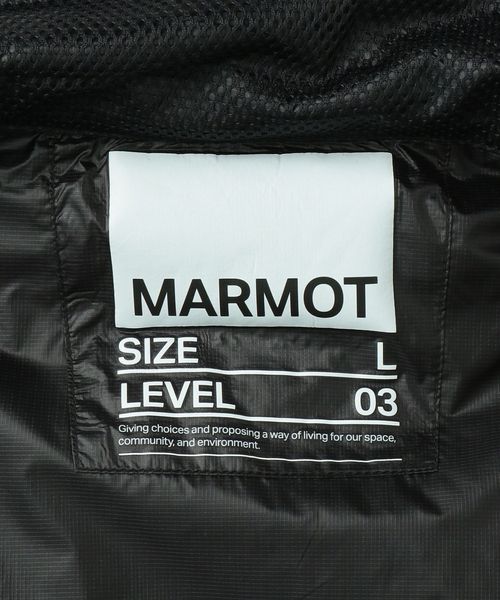 MARMOT
SIZE L
LEVEL 03
Giving choices and proposing a way of living for our space,
community, and environment.